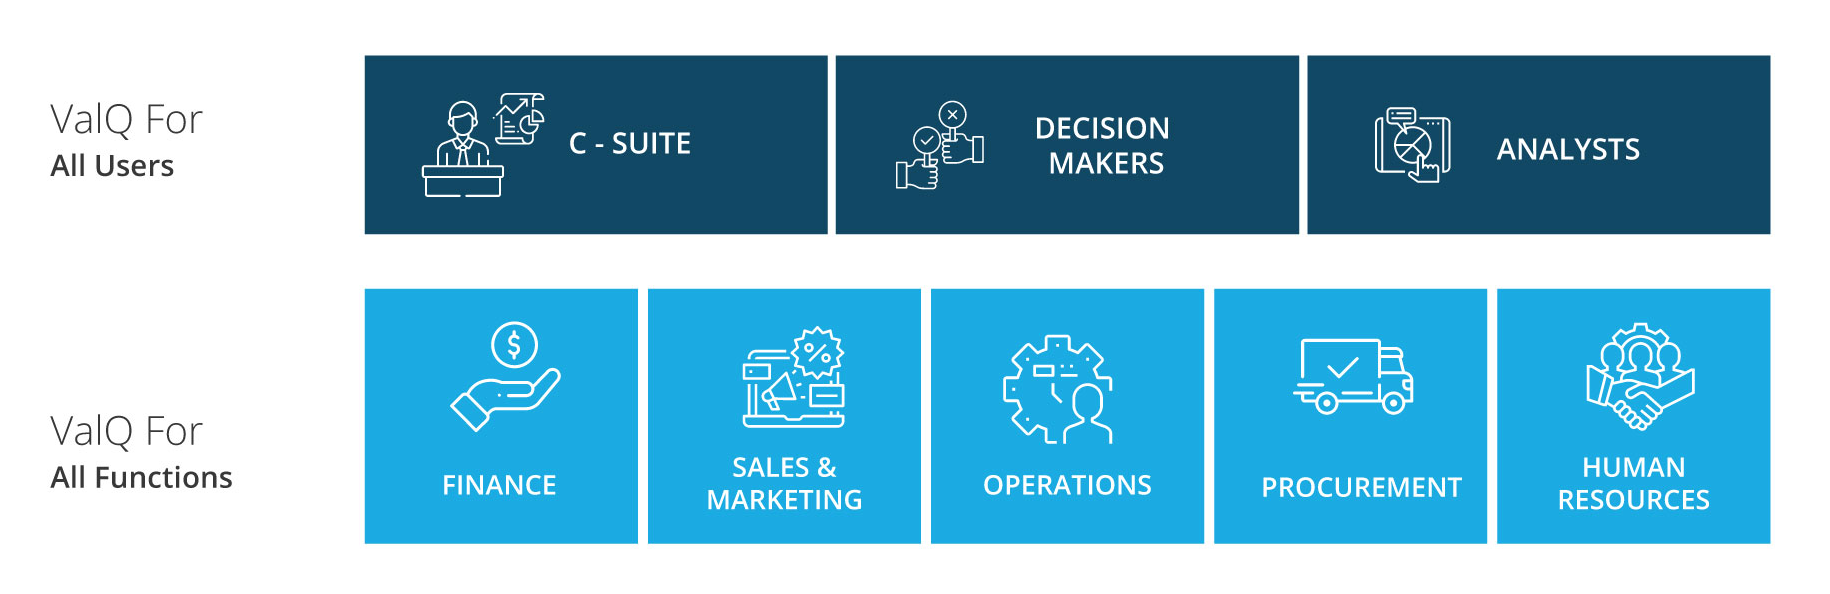 ValQ For
All Users
C - SUITE
DECISION
MAKERS
ANALYSTS
ValQ For
All Functions
FINANCE
SALES &
MARKETING
OPERATIONS
PROCUREMENT
HUMAN
RESOURCES